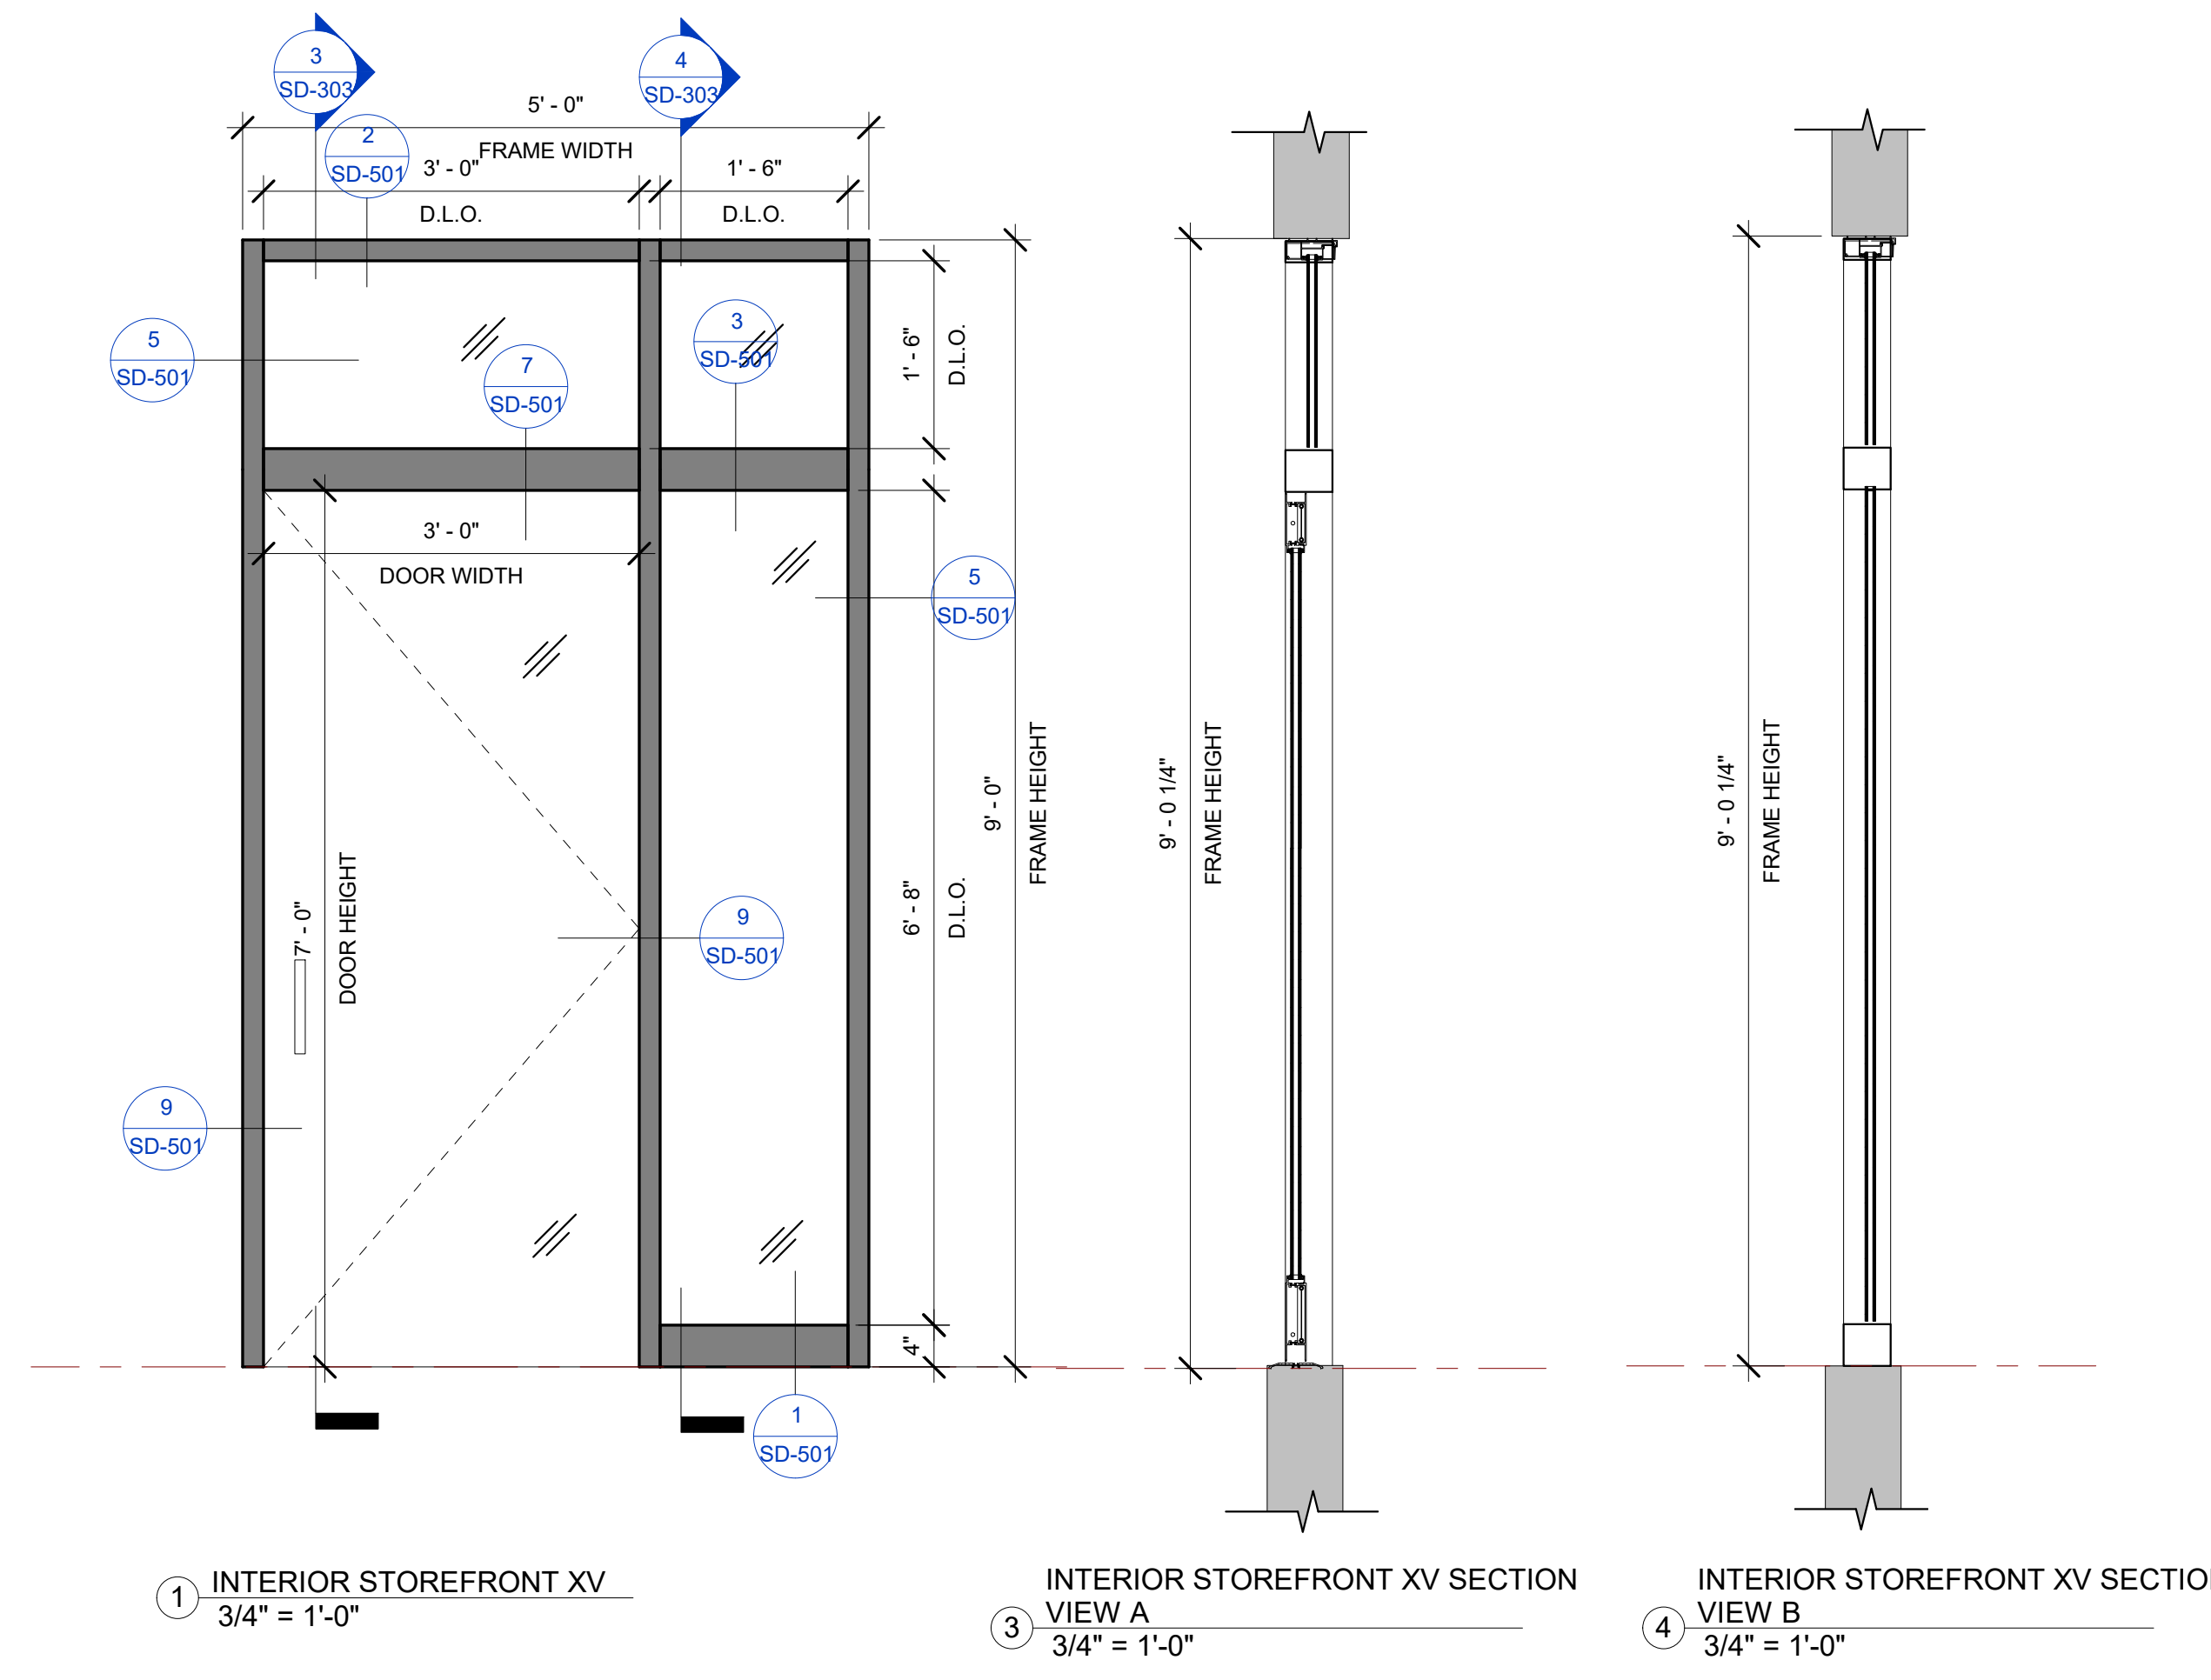 3
SD-303
4
SD-303
5' - 0"
FRAME WIDTH
2
SD-501
3' - 0"
D.L.O.
1' - 6"
D.L.O.
5
SD-501
7
SD-501
3
SD-501
1' - 6"
D.L.O.
3' - 0"
DOOR WIDTH
5
SD-501
7' - 0"
DOOR HEIGHT
9
SD-501
6' - 8"
D.L.O.
9' - 0"
FRAME HEIGHT
9
SD-501
4"
1
SD-501
9' - 0 1/4"
FRAME HEIGHT
9' - 0 1/4"
FRAME HEIGHT
1
INTERIOR STOREFRONT XV
3/4" = 1'-0"
3
INTERIOR STOREFRONT XV SECTION
VIEW A
3/4" = 1'-0"
4
INTERIOR STOREFRONT XV SECTIO
VIEW B
3/4" = 1'-0"